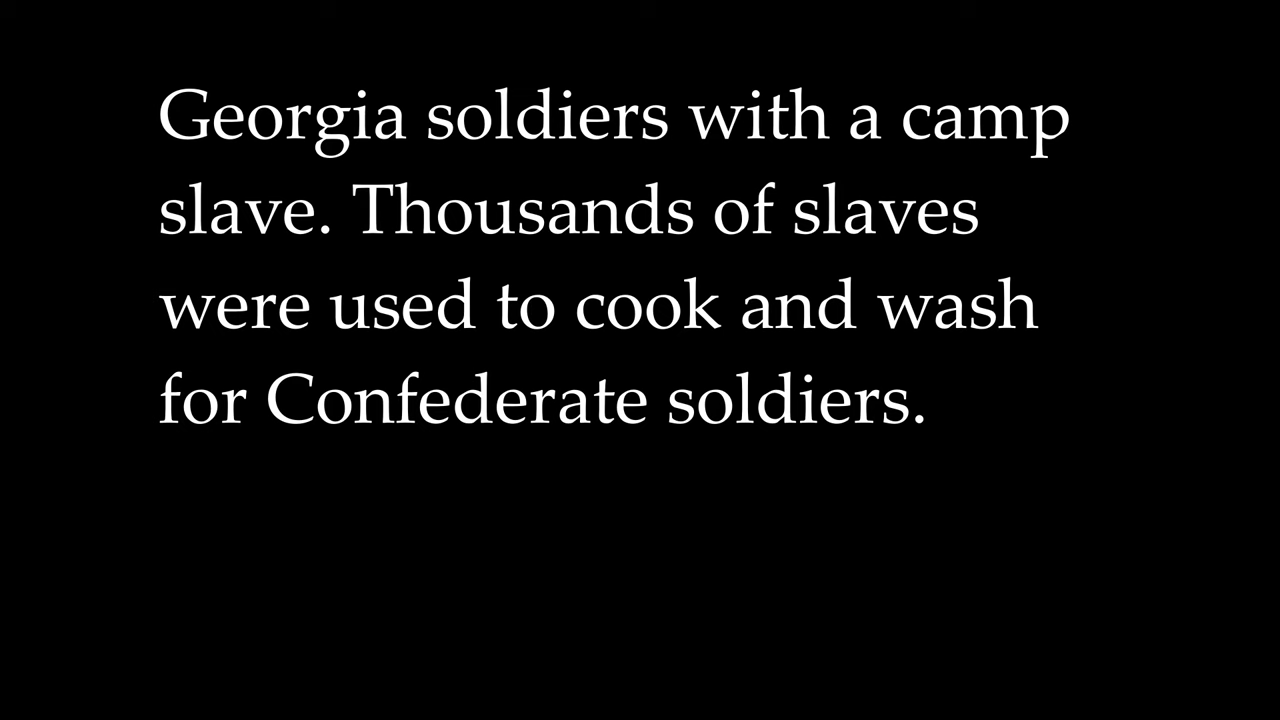 Georgia soldiers with a camp
slave. Thousands of slaves
were used to cook and wash
for Confederate soldiers.